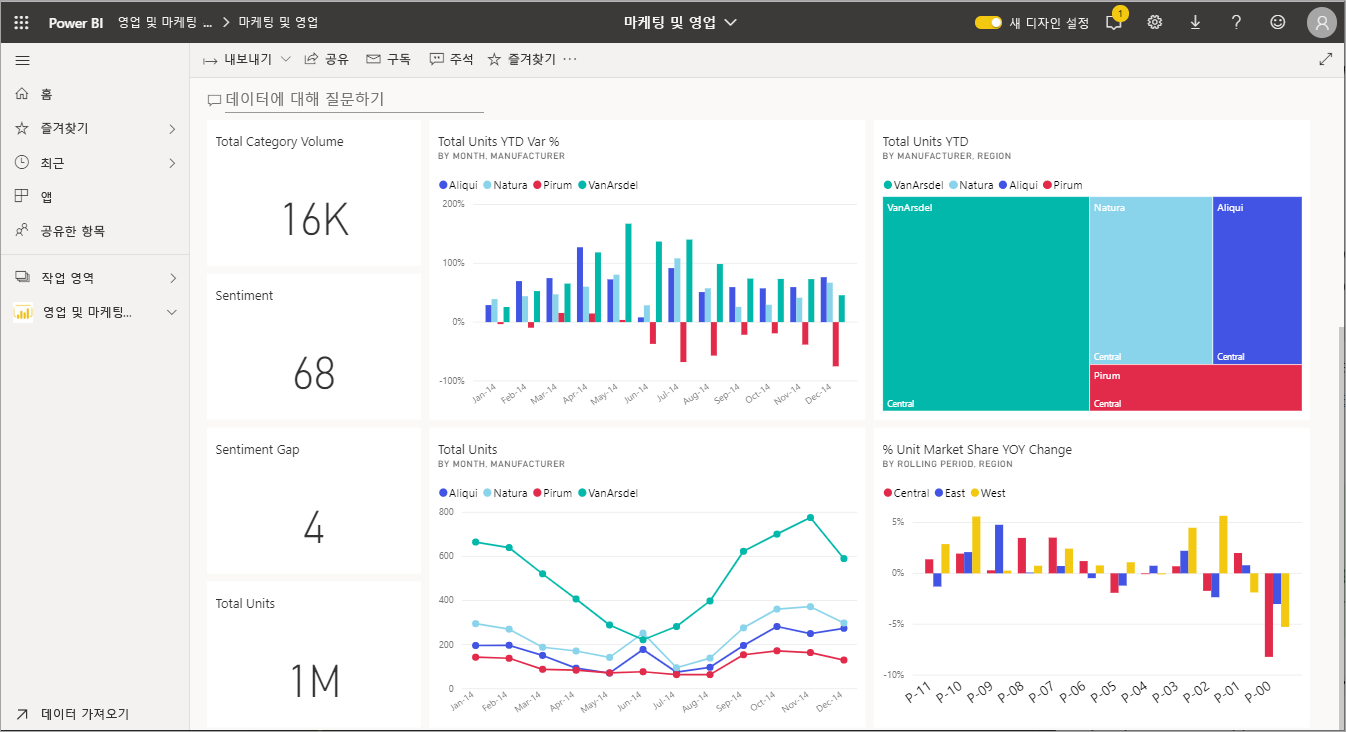 Power BI 영업 및 마케팅 ... > 마케팅 및 영업
마케팅 및 영업
새 디자인 설정
1
내보내기 공유 구독 주석 즐겨찾기 ...
홈
즐겨찾기
최근
앱
공유한 항목
작업 영역
영업 및 마케팅...
데이터 가져오기
데이터에 대해 질문하기
Total Category Volume
16K
Sentiment
68
Sentiment Gap
4
Total Units
1M
Total Units YTD Var %
BY MONTH, MANUFACTURER
Aliqui Natura Pirum VanArsdel
200%
100%
0%
-100%
Jan-14 Feb-14 Mar-14 Apr-14 May-14 Jun-14 Jul-14 Aug-14 Sep-14 Oct-14 Nov-14 Dec-14
Total Units YTD
BY MANUFACTURER, REGION
VanArsdel Natura Aliqui Pirum
VanArsdel
Central
Natura
Central
Aliqui
Central
Pirum
Central
Total Units
BY MONTH, MANUFACTURER
Aliqui Natura Pirum VanArsdel
800
600
400
200
0
Jan-14 Feb-14 Mar-14 Apr-14 May-14 Jun-14 Jul-14 Aug-14 Sep-14 Oct-14 Nov-14 Dec-14
% Unit Market Share YOY Change
BY ROLLING PERIOD, REGION
Central East West
5%
0%
-5%
-10%
P-11 P-10 P-09 P-08 P-07 P-06 P-05 P-04 P-03 P-02 P-01 P-00